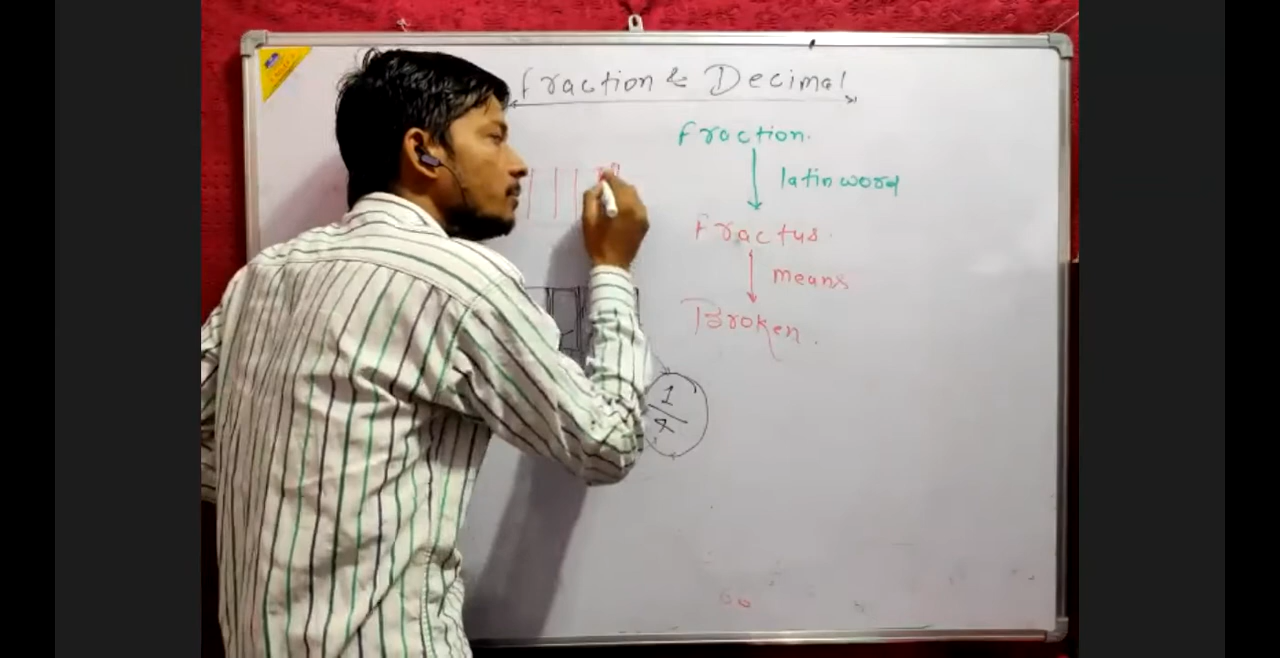 Fraction & Decimal
Fraction.
latin word
Fractus.
means
Broken.
1
4